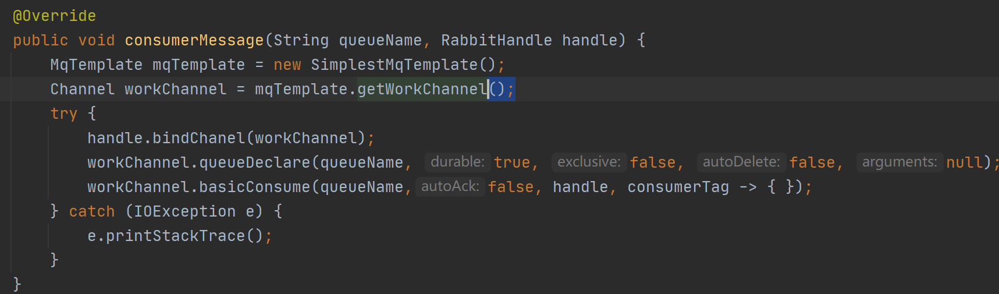 @Override
public void consumerMessage(String queueName, RabbitHandle handle) {
    MqTemplate mqTemplate = new SimplestMqTemplate();
    Channel workChannel = mqTemplate.getWorkChannel();
    try {
        handle.bindChanel(workChannel);
        workChannel.queueDeclare(queueName, durable: true, exclusive: false, autoDelete: false, arguments: null);
        workChannel.basicConsume(queueName, autoAck: false, handle, consumerTag -> { });
    } catch (IOException e) {
        e.printStackTrace();
    }
}